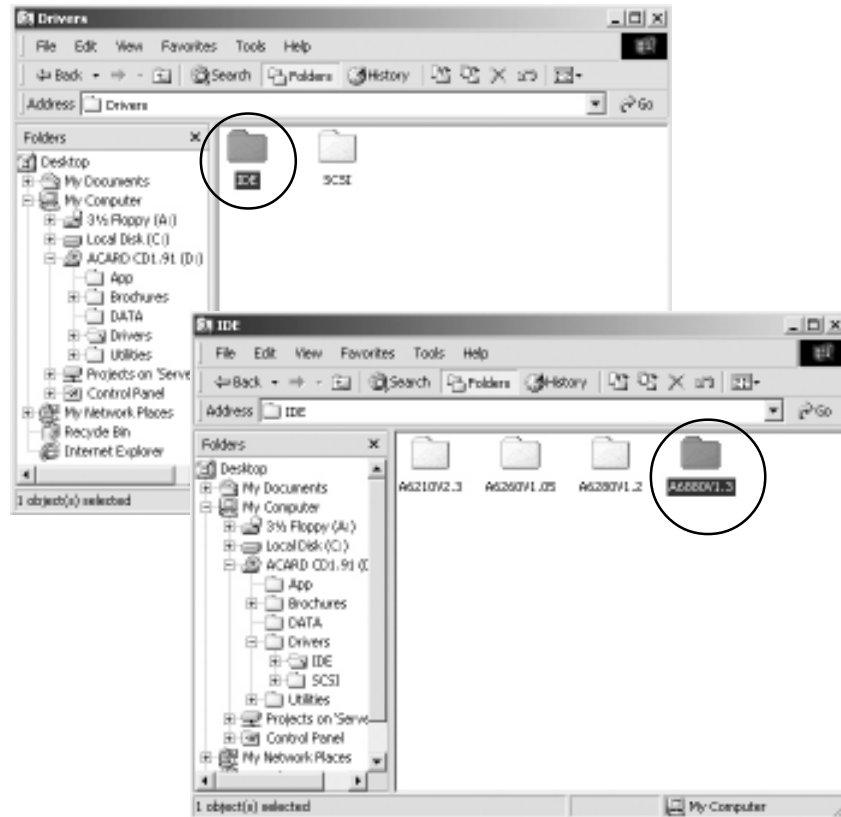 Drivers
File Edit View Favorites Tools Help
Back Search Folders History
Address Drivers Go
Folders
Desktop
My Documents
My Computer
3½ Floppy (A:)
Local Disk (C:)
ACARD CD1.91 (D:)
App
Brochures
DATA
Drivers
Utilities
Projects on 'Serve
Control Panel
My Network Places
Recycle Bin
Internet Explorer
IDE SCSI
1 object(s) selected
IDE
File Edit View Favorites Tools Help
Back Search Folders History
Address IDE Go
Folders
Desktop
My Documents
My Computer
3½ Floppy (A:)
Local Disk (C:)
ACARD CD1.91 (D
App
Brochures
DATA
Drivers
IDE
SCSI
Utilities
Projects on 'Serve
Control Panel
My Network Places
A6210V2.3 A6260V1.05 A6280V1.2 A6880V1.3
1 object(s) selected My Computer